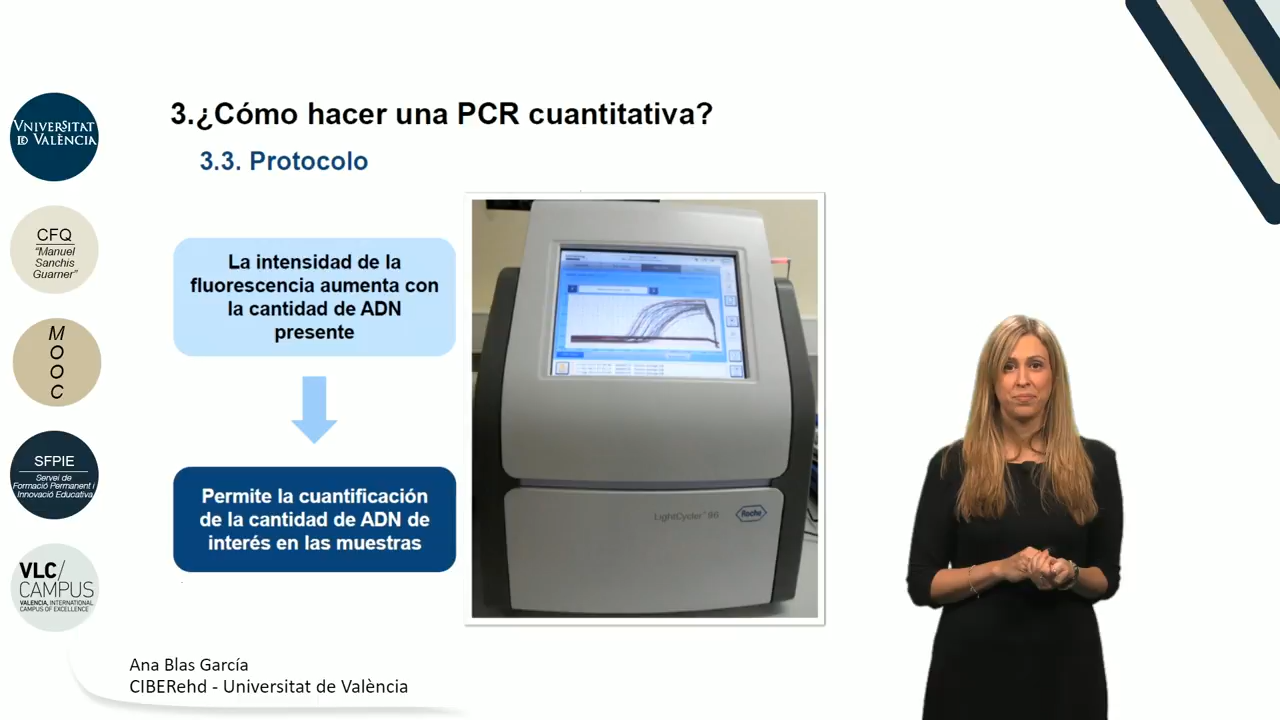 3.¿Cómo hacer una PCR cuantitativa?
3.3. Protocolo
VNIVERSITAT
ID VALÈNCIA
CFQ
“Manuel
Sanchis
Guarner”
M
O
O
C
SFPIE
Servei de
Formació Permanent i
Innovació Educativa
VLC/
CAMPUS
VALENCIA, INTERNATIONAL
CAMPUS OF EXCELLENCE
La intensidad de la
fluorescencia aumenta con
la cantidad de ADN
presente
Permite la cuantificación
de la cantidad de ADN de
interés en las muestras
LightCycler 96
Roche
Ana Blas García
CIBERehd - Universitat de València